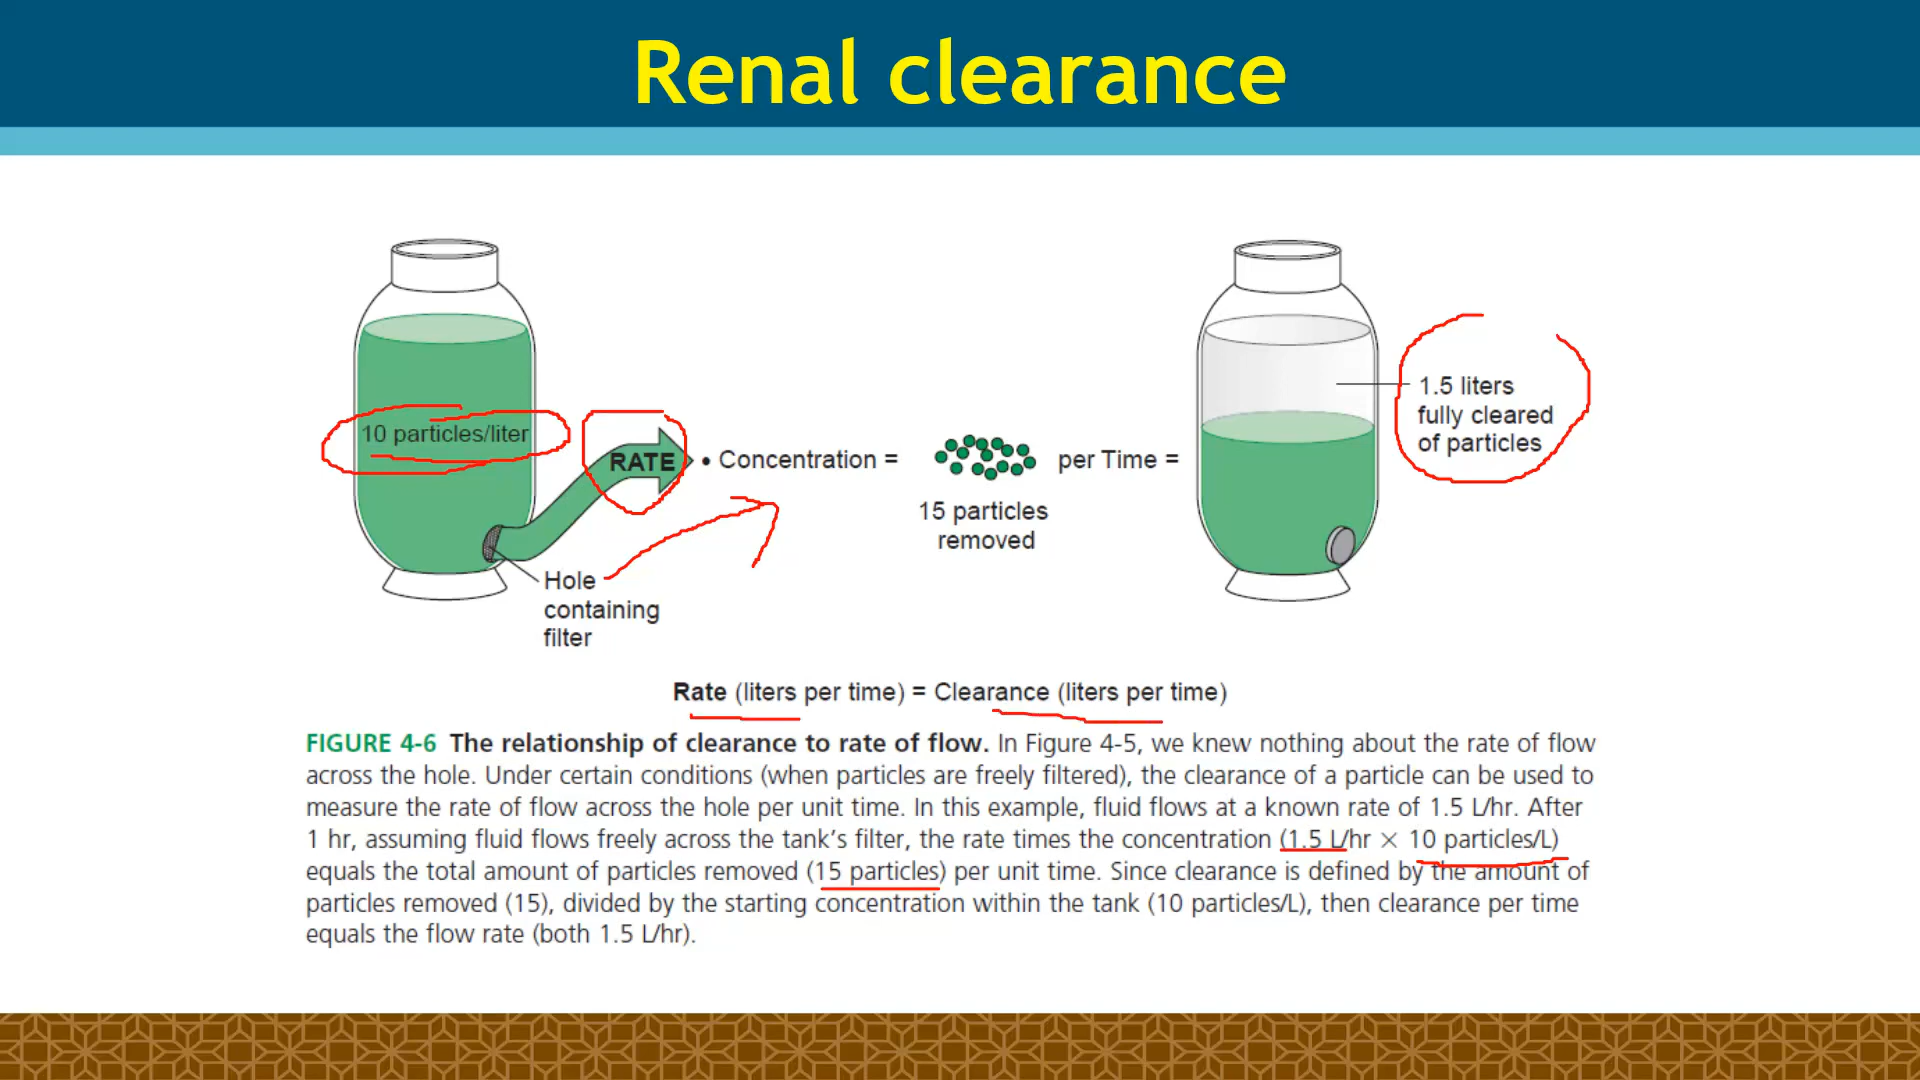 Renal clearance
10 particles/liter
RATE
• Concentration =
per Time =
15 particles
removed
1.5 liters
fully cleared
of particles
Hole
containing
filter
Rate (liters per time) = Clearance (liters per time)
FIGURE 4-6 The relationship of clearance to rate of flow. In Figure 4-5, we knew nothing about the rate of flow
across the hole. Under certain conditions (when particles are freely filtered), the clearance of a particle can be used to
measure the rate of flow across the hole per unit time. In this example, fluid flows at a known rate of 1.5 L/hr. After
1 hr, assuming fluid flows freely across the tank's filter, the rate times the concentration (1.5 L/hr × 10 particles/L)
equals the total amount of particles removed (15 particles) per unit time. Since clearance is defined by the amount of
particles removed (15), divided by the starting concentration within the tank (10 particles/L), then clearance per time
equals the flow rate (both 1.5 L/hr).